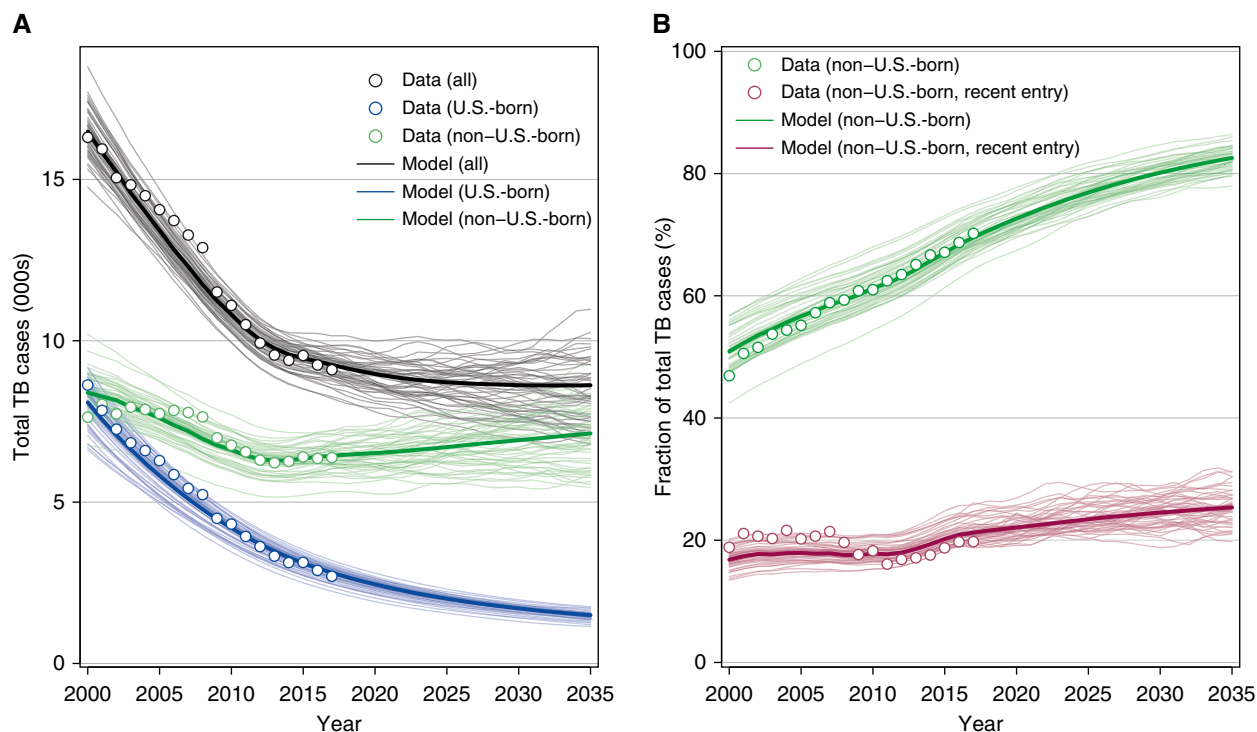 A
Total TB cases (000s)
15
10
5
0
Data (all)
Data (U.S.-born)
Data (non–U.S.-born)
Model (all)
Model (U.S.-born)
Model (non–U.S.-born)
2000 2005 2010 2015 2020 2025 2030 2035
Year
B
Fraction of total TB cases (%)
100
80
60
40
20
0
Data (non–U.S.-born)
Data (non–U.S.-born, recent entry)
Model (non–U.S.-born)
Model (non–U.S.-born, recent entry)
2000 2005 2010 2015 2020 2025 2030 2035
Year